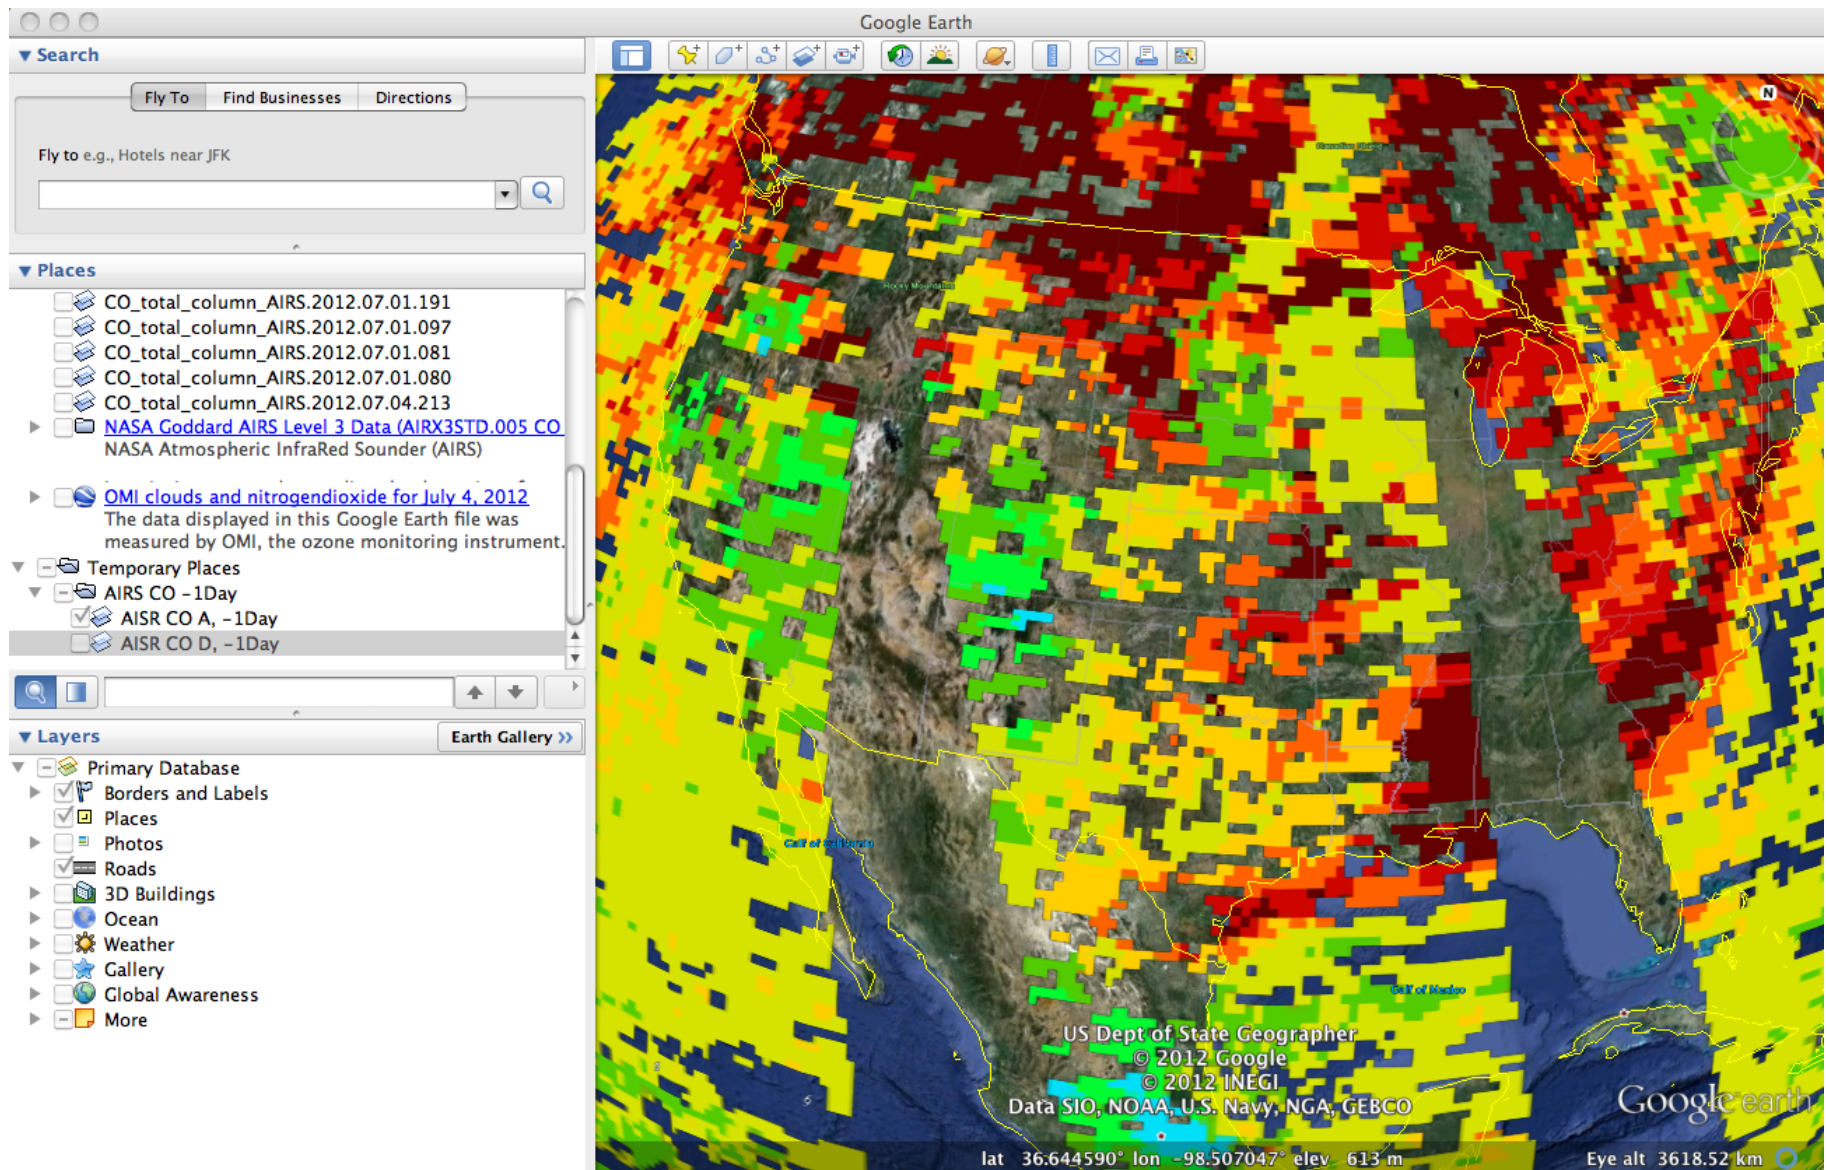 Google Earth
Search
Fly To
Find Businesses
Directions
Fly to e.g., Hotels near JFK
Places
CO_total_column_AIRS.2012.07.01.191
CO_total_column_AIRS.2012.07.01.097
CO_total_column_AIRS.2012.07.01.081
CO_total_column_AIRS.2012.07.01.080
CO_total_column_AIRS.2012.07.04.213
NASA Goddard AIRS Level 3 Data (AIRX3STD.005 CO
NASA Atmospheric InfraRed Sounder (AIRS)
OMI clouds and nitrogendioxide for July 4, 2012
The data displayed in this Google Earth file was
measured by OMI, the ozone monitoring instrument.
Temporary Places
AIRS CO -1Day
AISR CO A, -1Day
AISR CO D, -1Day
Layers
Earth Gallery >>
Primary Database
Borders and Labels
Places
Photos
Roads
3D Buildings
Ocean
Weather
Gallery
Global Awareness
More
N
Canadian Shield
Rocky Mountains
Gulf of California
Gulf of Mexico
US Dept of State Geographer
© 2012 Google
© 2012 INEGI
Data SIO, NOAA, U.S. Navy, NGA, GEBCO
Google earth
lat 36.644590° lon -98.507047° elev 613 m
Eye alt 3618.52 km